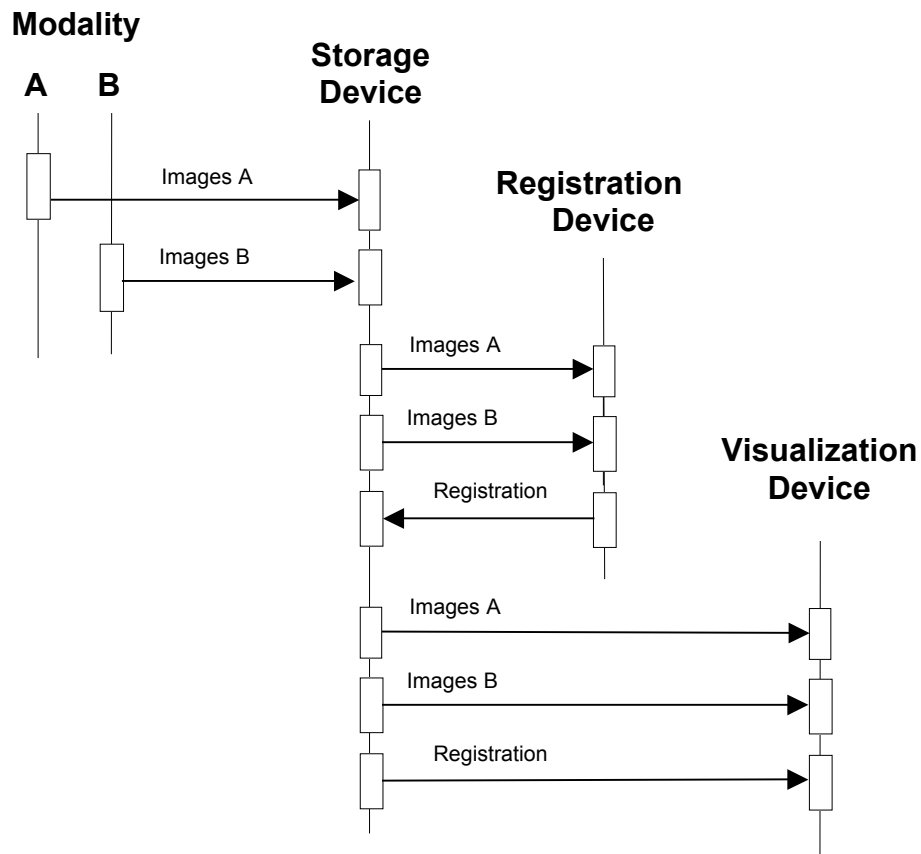 Modality
A B
Storage
Device
Images A
Registration
Device
Images B
Images A
Images B
Visualization
Device
Registration
Images A
Images B
Registration